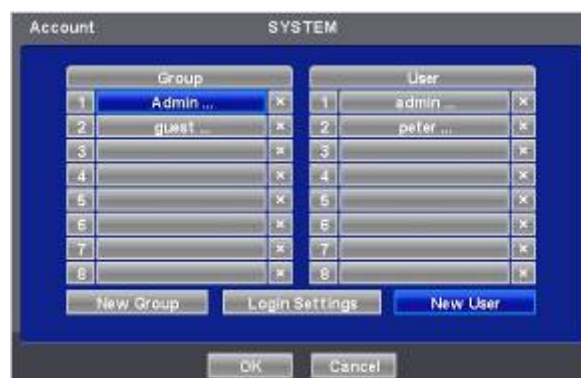 Account SYSTEM
Group User
1 Admin ... × 1 admin ... ×
2 guest ... × 2 peter ... ×
3 × 3 ×
4 × 4 ×
5 × 5 ×
6 × 6 ×
7 × 7 ×
8 × 8 ×
New Group Login Settings New User
OK Cancel